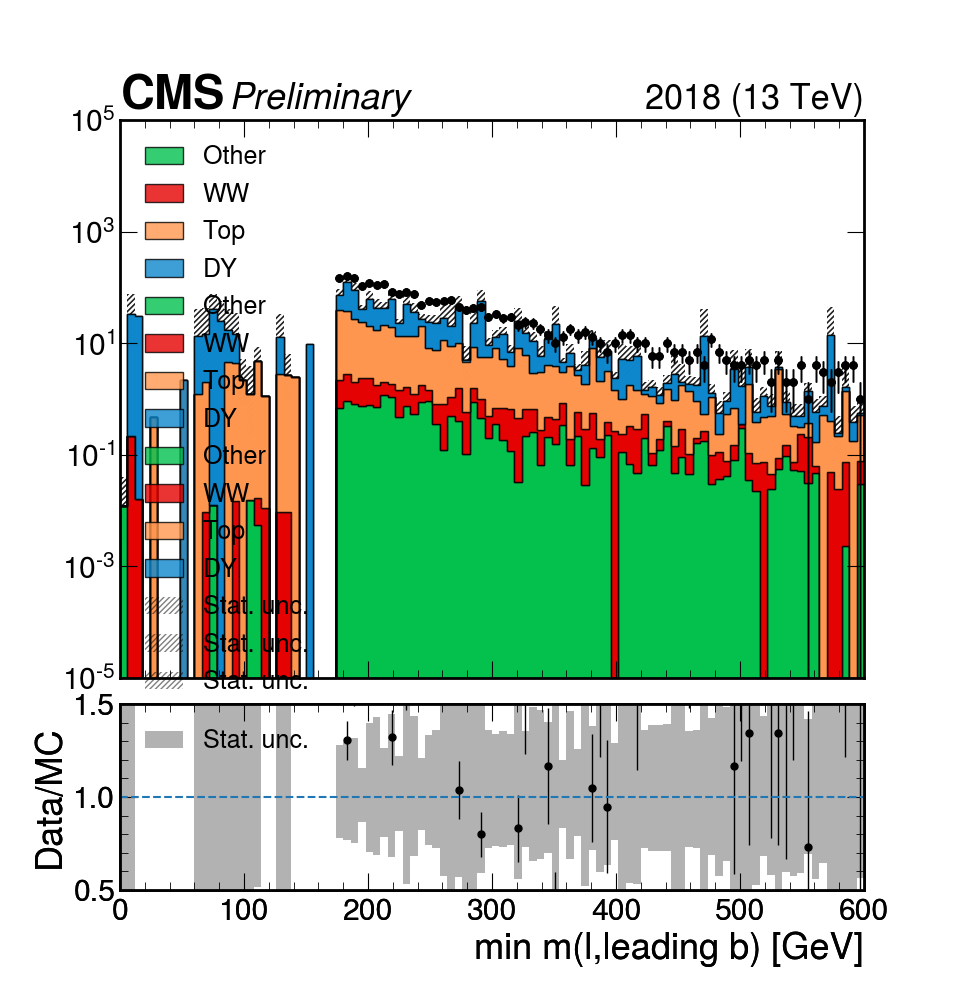 CMS Preliminary 2018 (13 TeV)
10^5
10^3
10^1
10^-1
10^-3
10^-5
Other
WW
Top
DY
Other
WW
Top
DY
Other
WW
Top
DY
Stat. unc.
Stat. unc.
Stat. unc.
1.5
1.0
0.5
Data/MC
Stat. unc.
0 100 200 300 400 500 600
min m(l,leading b) [GeV]